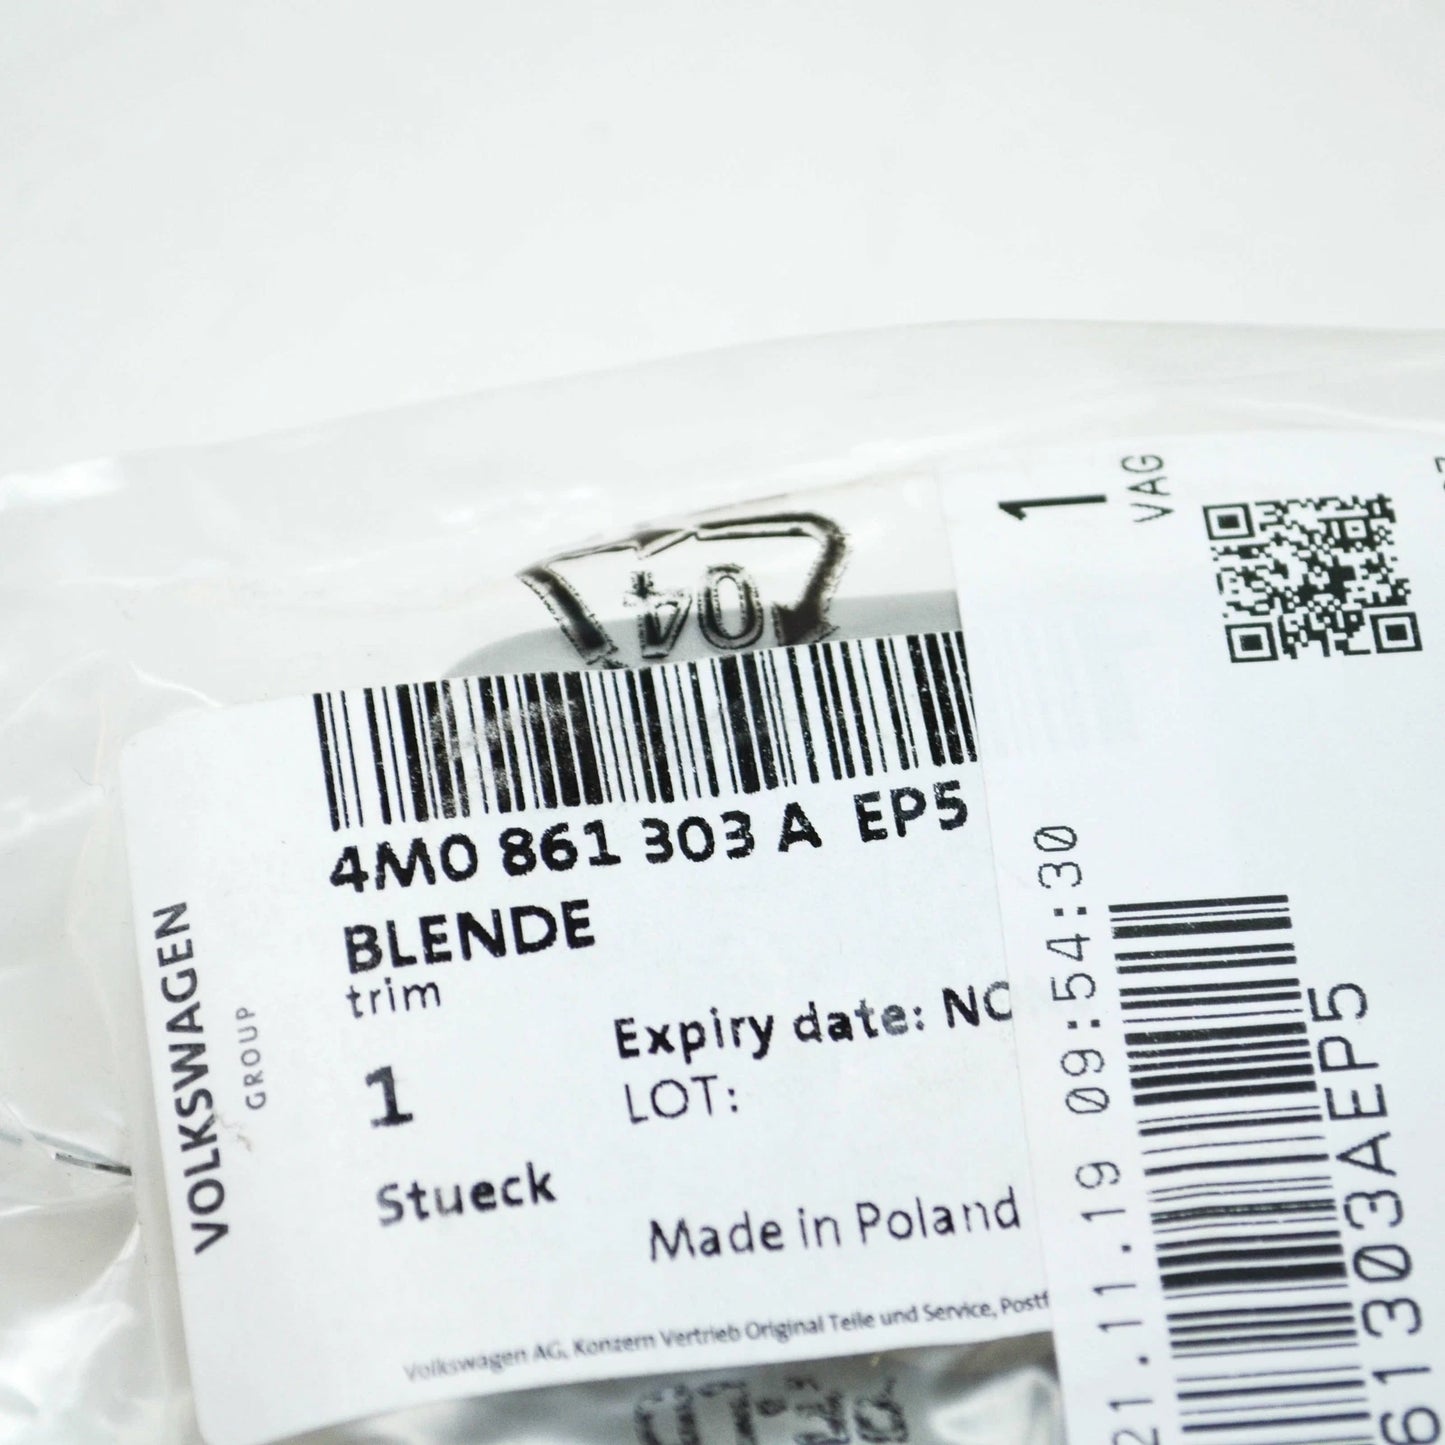 04
4M0 861 303 A EP5
BLENDE
trim
1
Stueck
Expiry date: NO
LOT:
Made in Poland
Volkswagen AG, Konzern Vertrieb Original Teile und Service, Postf
VOLKSWAGEN
GROUP
1
VAG
21.11.19 09:54:30
61303AEP5